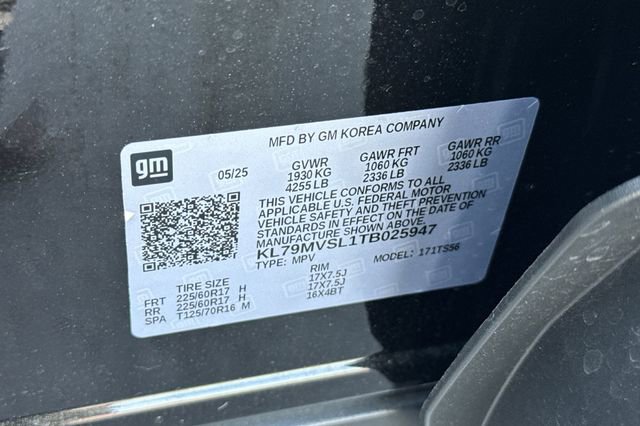 MFD BY GM KOREA COMPANY
gm
05/25
GVWR GAWR FRT GAWR RR
1930 KG 1060 KG 1060 KG
4255 LB 2336 LB 2336 LB
THIS VEHICLE CONFORMS TO ALL
APPLICABLE U.S. FEDERAL MOTOR
VEHICLE SAFETY AND THEFT PREVENTION
STANDARDS IN EFFECT ON THE DATE OF
MANUFACTURE SHOWN ABOVE.
KL79MVSL1TB025947
TYPE: MPV MODEL: 171TS56
TIRE SIZE RIM
FRT 225/60R17 H 17X7.5J
RR 225/60R17 H 17X7.5J
SPA T125/70R16 M 16X4BT